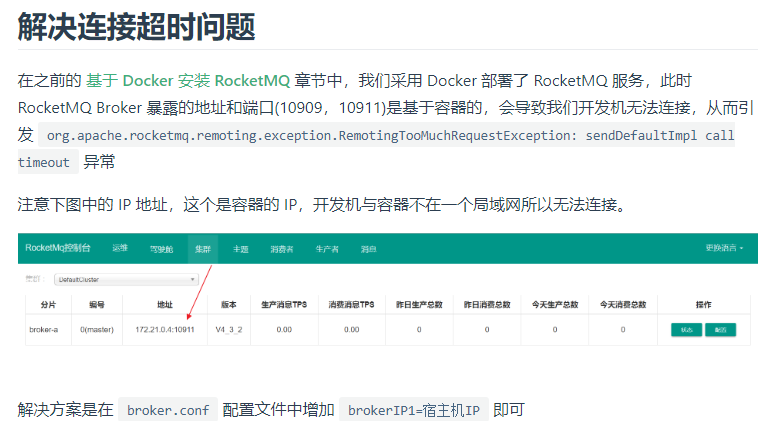 解决连接超时问题
在之前的 基于 Docker 安装 RocketMQ 章节中，我们采用 Docker 部署了 RocketMQ 服务，此时
RocketMQ Broker 暴露的地址和端口(10909，10911)是基于容器的，会导致我们开发机无法连接，从而引
发 org.apache.rocketmq.remoting.exception.RemotingTooMuchRequestException: sendDefaultImpl call
timeout 异常
注意下图中的 IP 地址，这个是容器的 IP，开发机与容器不在一个局域网所以无法连接。
RocketMq控制台 运维 驾驶舱 集群 主题 消费者 生产者 消息 更换语言
集群： DefaultCluster
分片 编号 地址 版本 生产消息TPS 消费消息TPS 昨日生产总数 昨日消费总数 今天生产总数 今天消费总数 操作
broker-a 0(master) 172.21.0.4:10911 V4_3_2 0.00 0.00 0 0 0 0 状态 配置
解决方案是在 broker.conf 配置文件中增加 brokerIP1=宿主机IP 即可